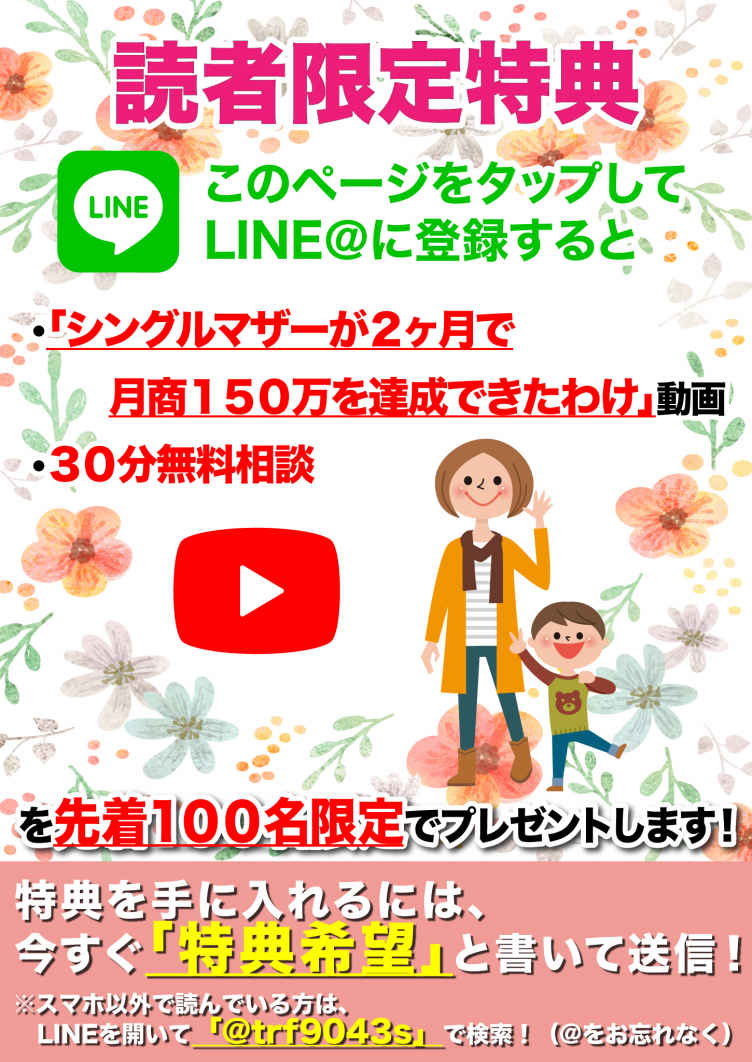 読者限定特典
LINE
このページをタップして
LINE@に登録すると
・「シングルマザーが２ヶ月で
月商１５０万を達成できたわけ」動画
・３０分無料相談
を先着１００名限定でプレゼントします！
特典を手に入れるには、
今すぐ「特典希望」と書いて送信！
※スマホ以外で読んでいる方は、
LINEを開いて「@trf9043s」で検索！（@をお忘れなく）